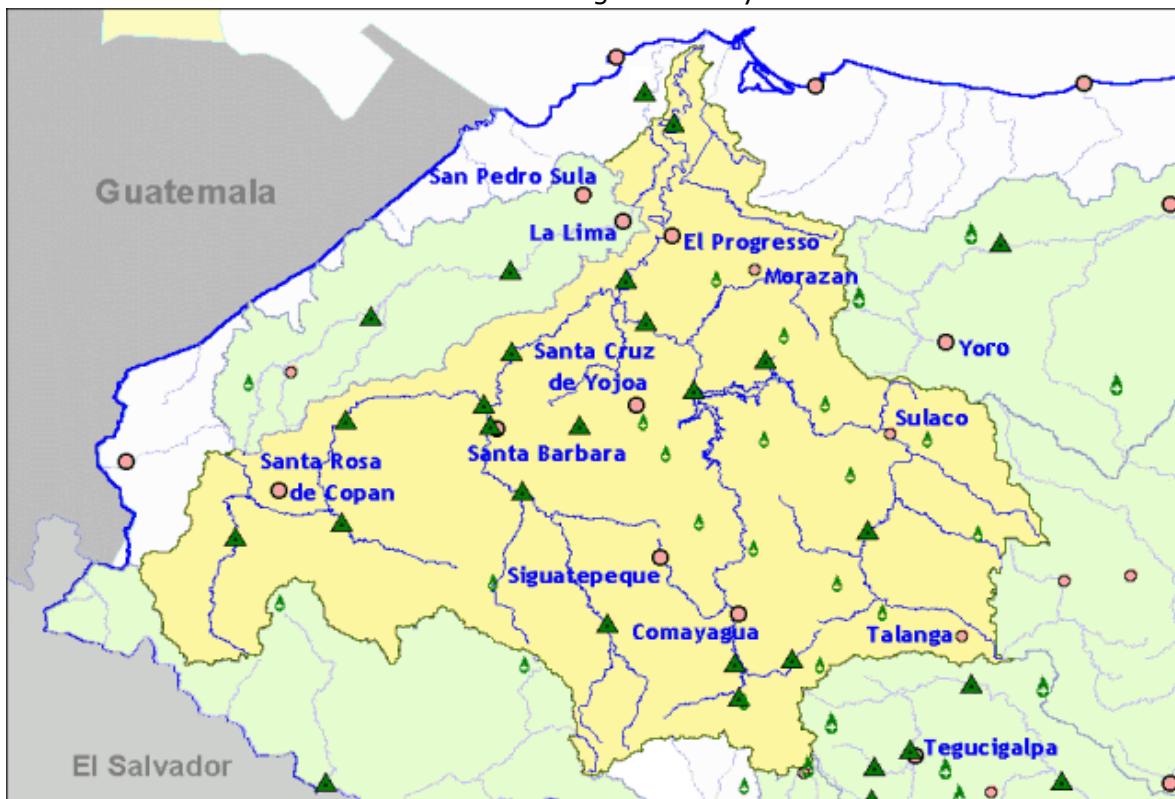 San Pedro Sula
Guatemala
La Lima
El Progresso
Morazan
Santa Cruz
de Yojoa
Yoro
Sulaco
Santa Rosa
de Copan
Santa Barbara
Siguatepeque
Comayagua
Talanga
Tegucigalpa
El Salvador